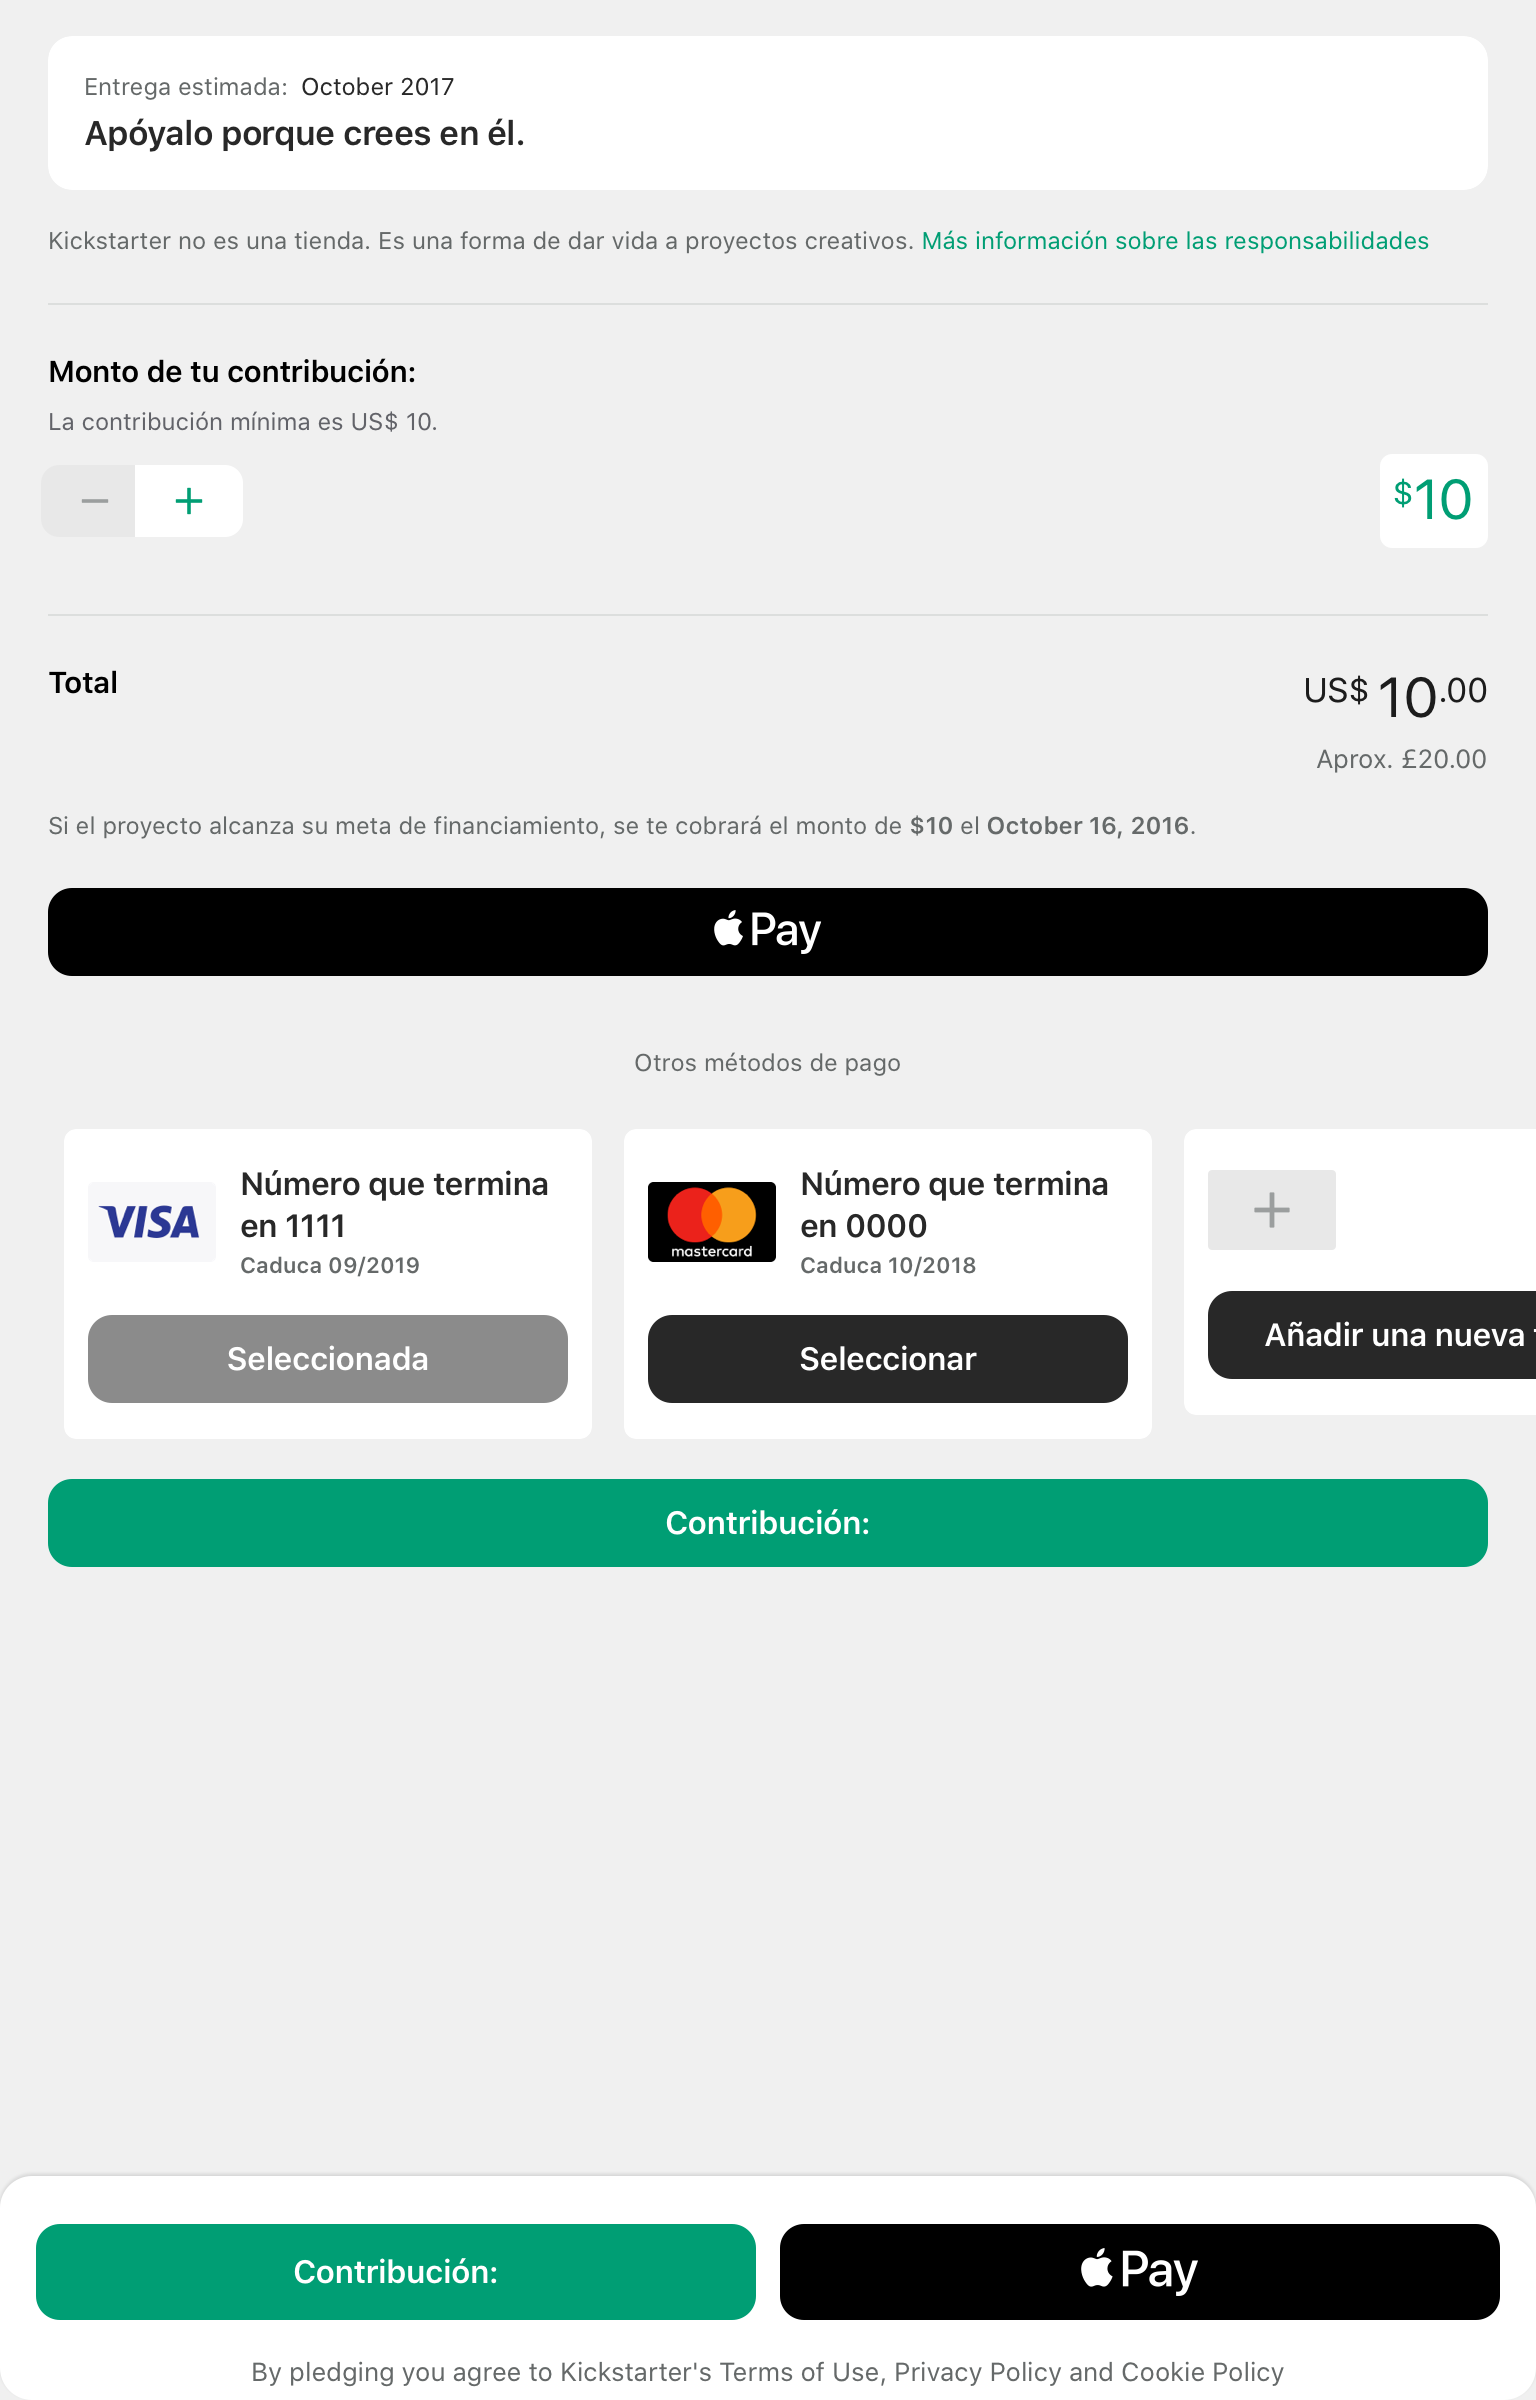 Entrega estimada: October 2017
Apóyalo porque crees en él.
Kickstarter no es una tienda. Es una forma de dar vida a proyectos creativos. Más información sobre las responsabilidades
Monto de tu contribución:
La contribución mínima es US$ 10.
− +
$10
Total
US$ 10.00
Aprox. £20.00
Si el proyecto alcanza su meta de financiamiento, se te cobrará el monto de $10 el October 16, 2016.
Pay
Otros métodos de pago
VISA
Número que termina
en 1111
Caduca 09/2019
Seleccionada
mastercard
Número que termina
en 0000
Caduca 10/2018
Seleccionar
+
Añadir una nueva
Contribución:
Contribución:
Pay
By pledging you agree to Kickstarter's Terms of Use, Privacy Policy and Cookie Policy